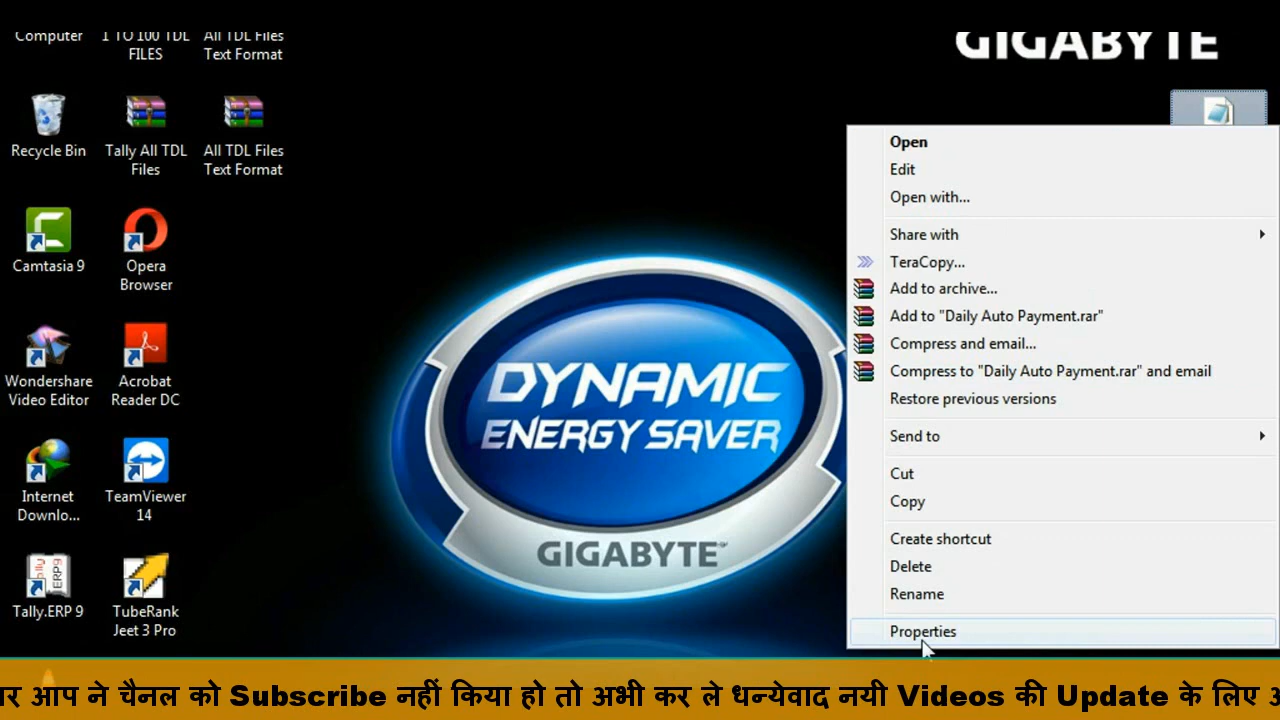 Computer
1 TO 100 TDL
FILES
All TDL Files
Text Format
GIGABYTE
Recycle Bin
Tally All TDL
Files
All TDL Files
Text Format
Camtasia 9
Opera
Browser
Wondershare
Video Editor
Acrobat
Reader DC
Internet
Downlo...
TeamViewer
14
Tally.ERP 9
TubeRank
Jeet 3 Pro
DYNAMIC
ENERGY SAVER
GIGABYTE
Open
Edit
Open with...
Share with
TeraCopy...
Add to archive...
Add to "Daily Auto Payment.rar"
Compress and email...
Compress to "Daily Auto Payment.rar" and email
Restore previous versions
Send to
Cut
Copy
Create shortcut
Delete
Rename
Properties
आप ने चैनल को Subscribe नहीं किया हो तो अभी कर ले धन्येवाद नयी Videos की Update के लिए